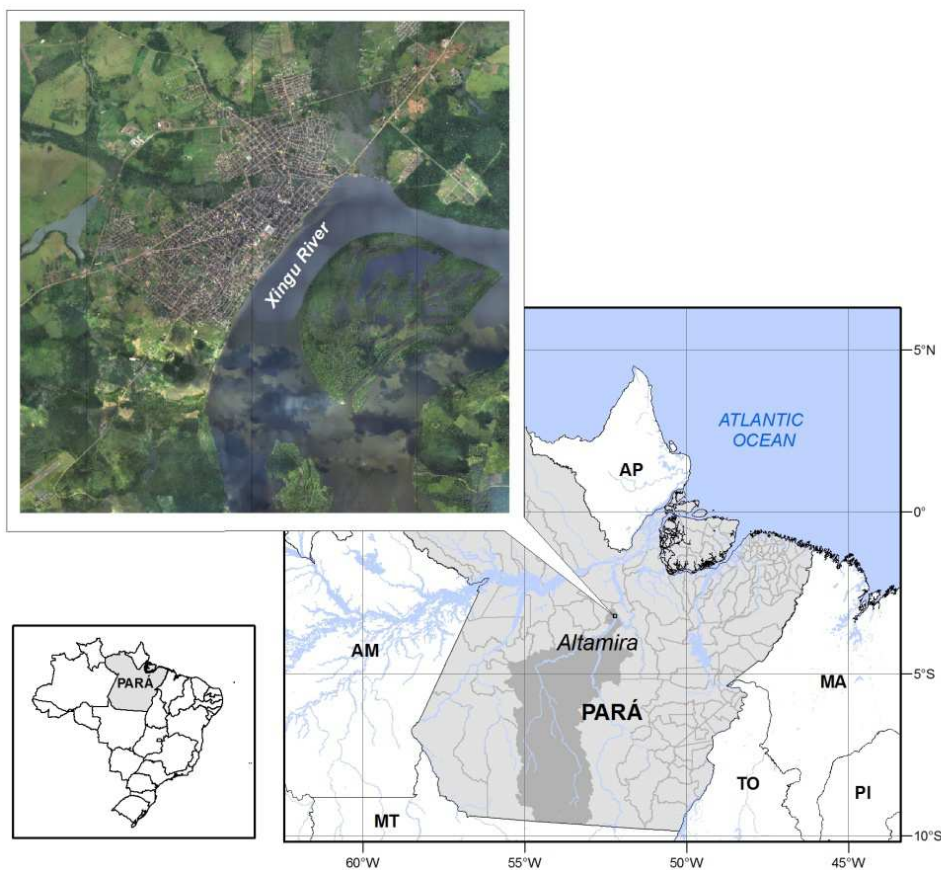 Xingu River
5°N
ATLANTIC
OCEAN
AP
0°
Altamira
AM
5°S
MA
PARÁ
PARÁ
TO
PI
MT
10°S
60°W
55°W
50°W
45°W